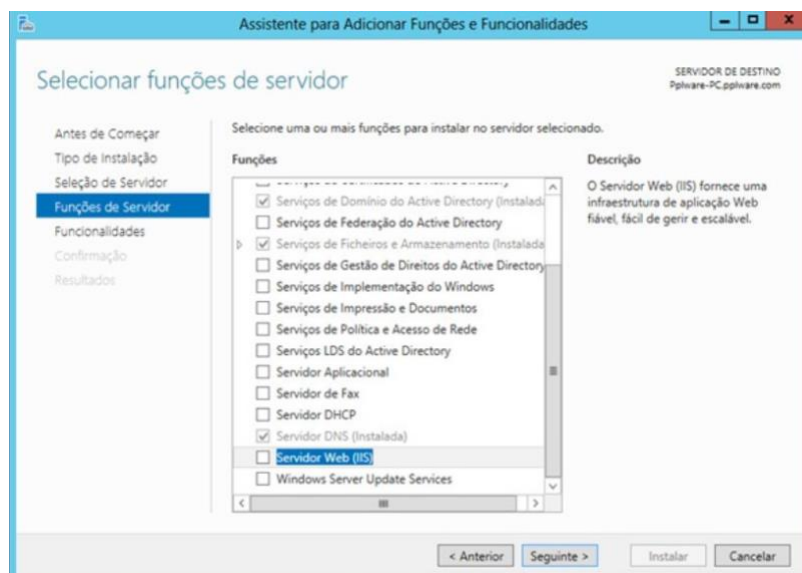 Assistente para Adicionar Funções e Funcionalidades
Selecionar funções de servidor
SERVIDOR DE DESTINO
Pplware-PC.pplware.com
Antes de Começar
Tipo de Instalação
Seleção de Servidor
Funções de Servidor
Funcionalidades
Confirmação
Resultados
Selecione uma ou mais funções para instalar no servidor selecionado.
Funções
Serviços de Domínio do Active Directory (Instalada
Serviços de Federação do Active Directory
Serviços de Ficheiros e Armazenamento (Instalada
Serviços de Gestão de Direitos do Active Directory
Serviços de Implementação do Windows
Serviços de Impressão e Documentos
Serviços de Política e Acesso de Rede
Serviços LDS do Active Directory
Servidor Aplicacional
Servidor de Fax
Servidor DHCP
Servidor DNS (Instalada)
Servidor Web (IIS)
Windows Server Update Services
Descrição
O Servidor Web (IIS) fornece uma
infraestrutura de aplicação Web
fiável, fácil de gerir e escalável.
< Anterior
Seguinte >
Instalar
Cancelar